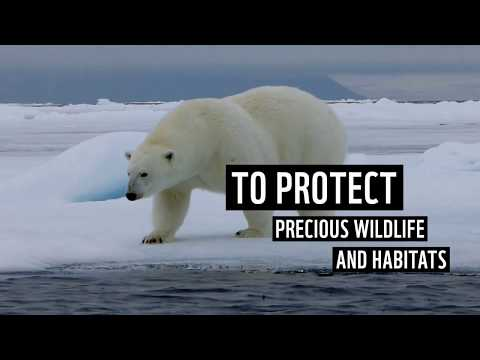 TO PROTECT
PRECIOUS WILDLIFE
AND HABITATS